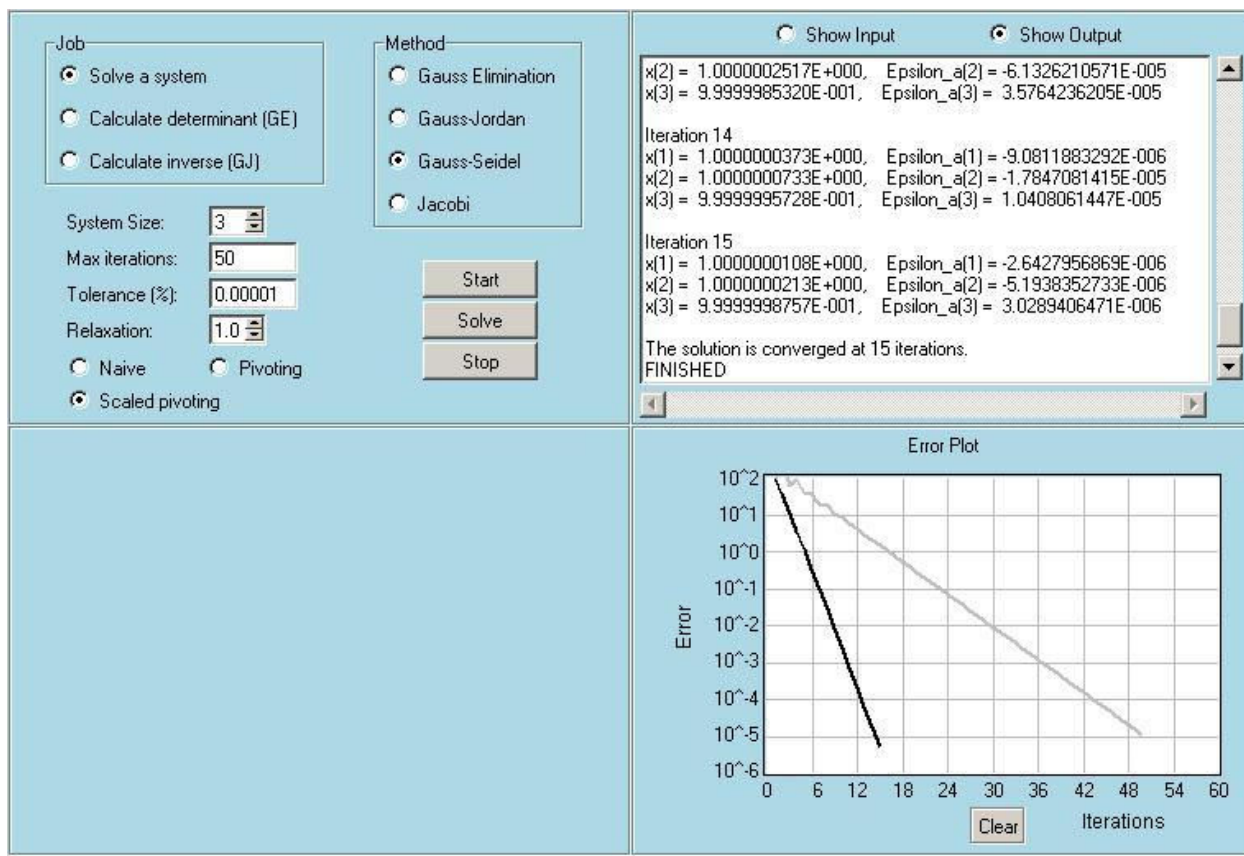 Job
Solve a system
Calculate determinant (GE)
Calculate inverse (GJ)
Method
Gauss Elimination
Gauss-Jordan
Gauss-Seidel
Jacobi
System Size: 3
Max iterations: 50
Tolerance (%): 0.00001
Relaxation: 1.0
Naive Pivoting
Scaled pivoting
Start
Solve
Stop
Show Input Show Output
x(2) = 1.0000002517E+000, Epsilon_a(2) = -6.1326210571E-005
x(3) = 9.9999985320E-001, Epsilon_a(3) = 3.5764236205E-005
Iteration 14
x(1) = 1.0000000373E+000, Epsilon_a(1) = -9.0811883292E-006
x(2) = 1.0000000733E+000, Epsilon_a(2) = -1.7847081415E-005
x(3) = 9.9999995728E-001, Epsilon_a(3) = 1.0408061447E-005
Iteration 15
x(1) = 1.0000000108E+000, Epsilon_a(1) = -2.6427956869E-006
x(2) = 1.0000000213E+000, Epsilon_a(2) = -5.1938352733E-006
x(3) = 9.9999998757E-001, Epsilon_a(3) = 3.0289406471E-006
The solution is converged at 15 iterations.
FINISHED
Error Plot
Error
10^2
10^1
10^0
10^-1
10^-2
10^-3
10^-4
10^-5
10^-6
0 6 12 18 24 30 36 42 48 54 60
Clear
Iterations